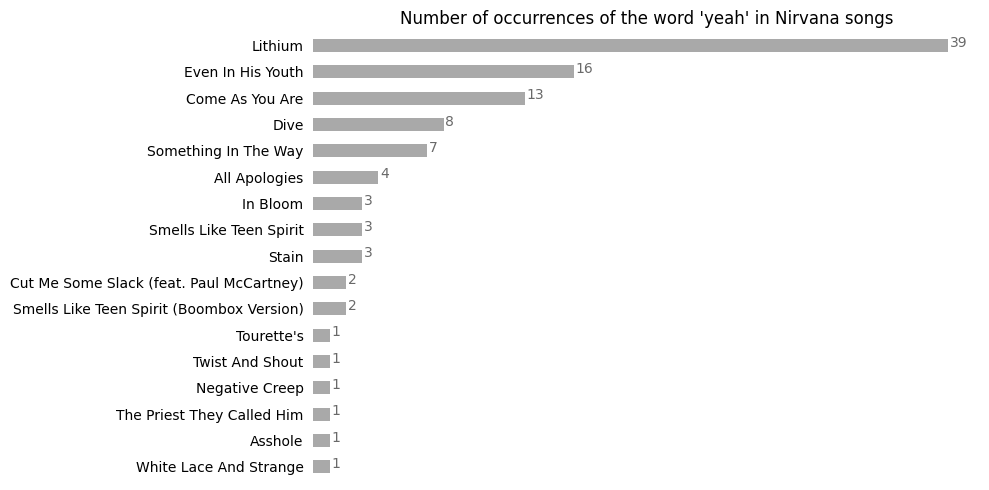 Number of occurrences of the word 'yeah' in Nirvana songs
Lithium 39
Even In His Youth 16
Come As You Are 13
Dive 8
Something In The Way 7
All Apologies 4
In Bloom 3
Smells Like Teen Spirit 3
Stain 3
Cut Me Some Slack (feat. Paul McCartney) 2
Smells Like Teen Spirit (Boombox Version) 2
Tourette's 1
Twist And Shout 1
Negative Creep 1
The Priest They Called Him 1
Asshole 1
White Lace And Strange 1